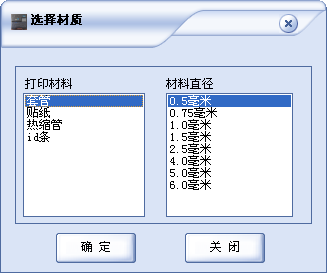 选择材质
打印材料
套管
贴纸
热缩管
id条
材料直径
0.5毫米
0.75毫米
1.0毫米
1.5毫米
2.5毫米
4.0毫米
5.0毫米
6.0毫米
确 定
关 闭